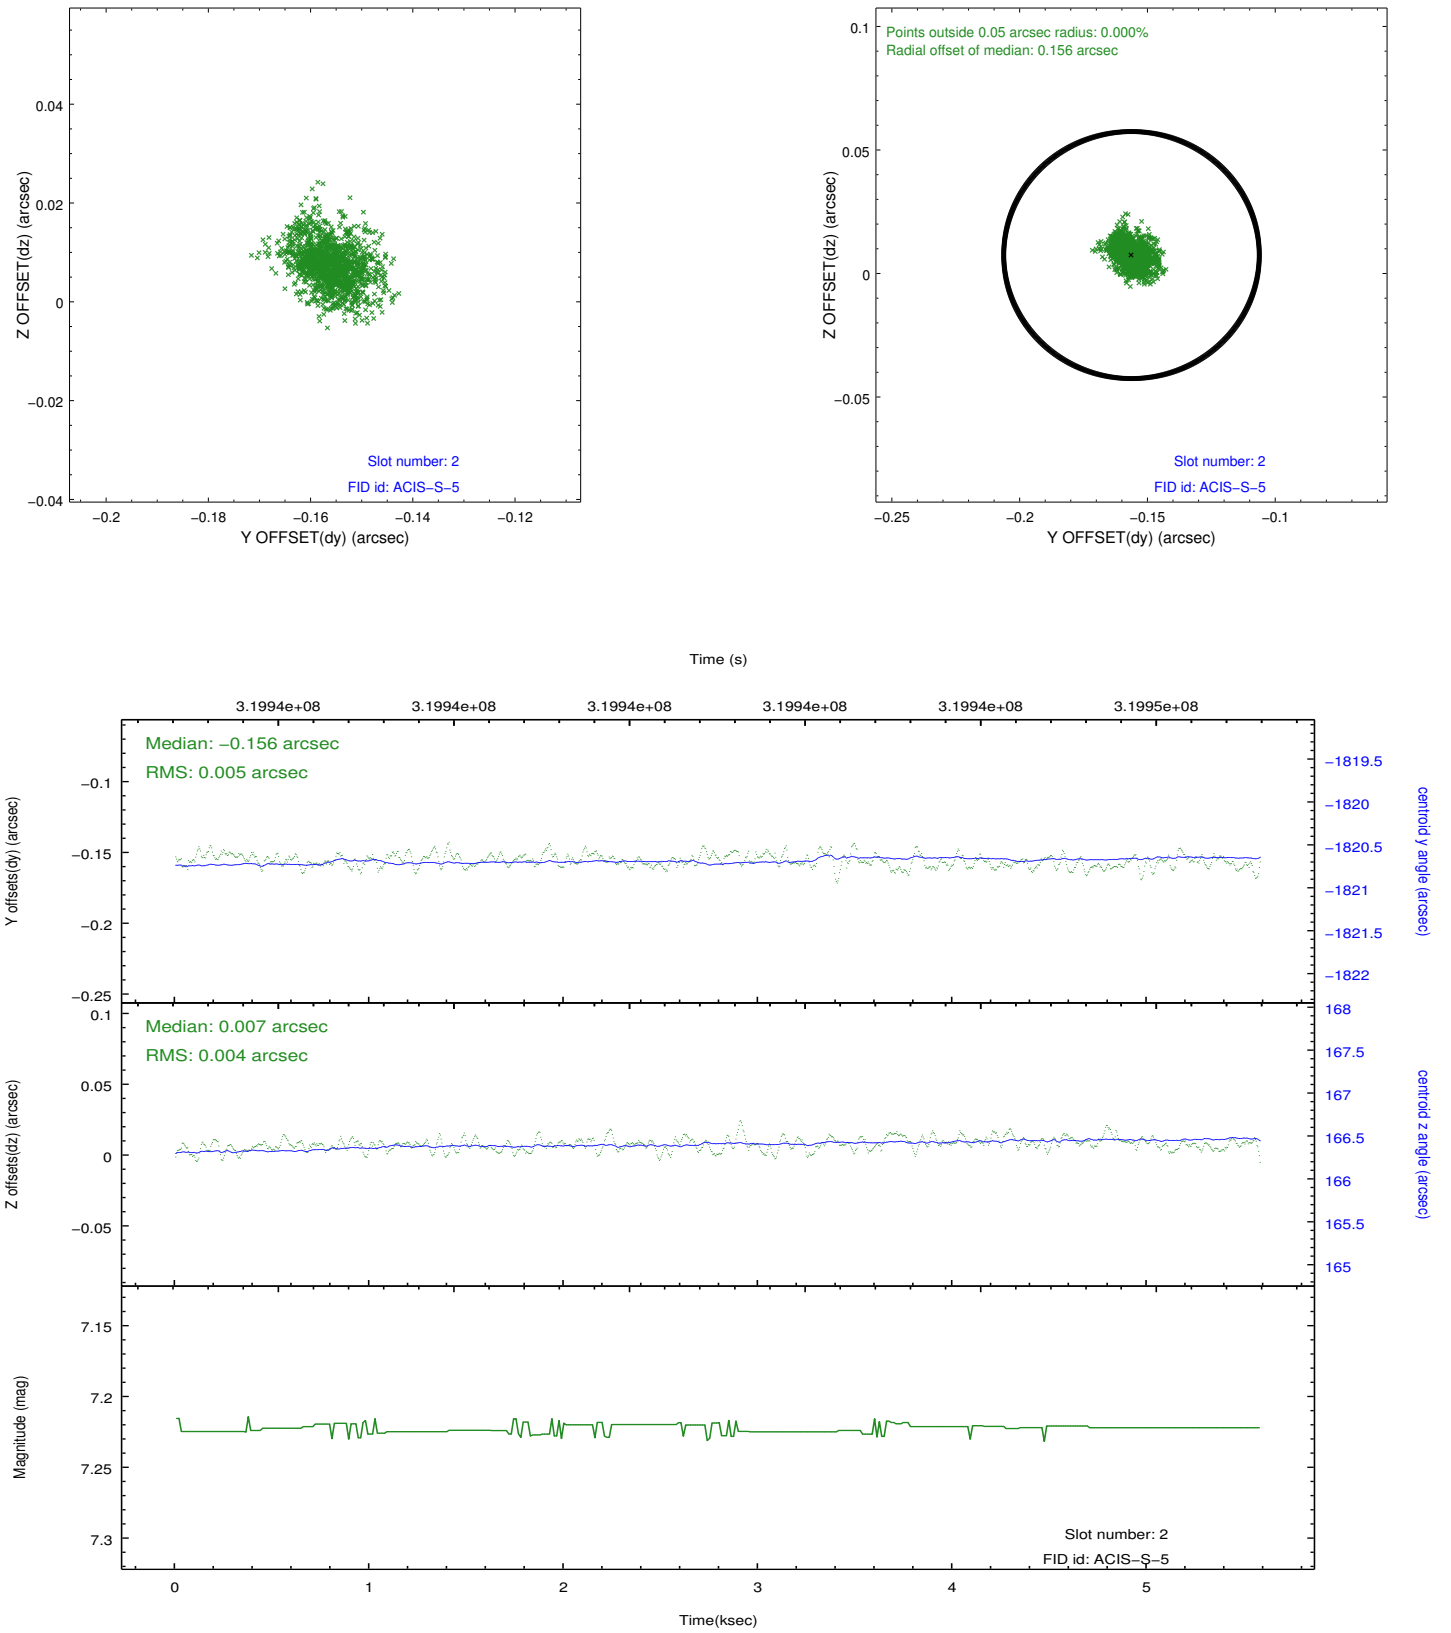 0.04
0.02
0
−0.02
−0.04
−0.2
−0.18
−0.16
−0.14
−0.12
Z OFFSET(dz) (arcsec)
Y OFFSET(dy) (arcsec)
Slot number: 2
FID id: ACIS−S−5
Points outside 0.05 arcsec radius: 0.000%
Radial offset of median: 0.156 arcsec
0.1
0.05
0
−0.05
−0.25
−0.2
−0.15
−0.1
Z OFFSET(dz) (arcsec)
Y OFFSET(dy) (arcsec)
Slot number: 2
FID id: ACIS−S−5
Time (s)
3.1994e+08
3.1994e+08
3.1994e+08
3.1994e+08
3.1994e+08
3.1995e+08
Median: −0.156 arcsec
RMS: 0.005 arcsec
−0.1
−0.15
−0.2
−0.25
Y offsets(dy) (arcsec)
−1819.5
−1820
−1820.5
−1821
−1821.5
−1822
centroid y angle (arcsec)
Median: 0.007 arcsec
RMS: 0.004 arcsec
0.1
0.05
0
−0.05
Z offsets(dz) (arcsec)
168
167.5
167
166.5
166
165.5
165
centroid z angle (arcsec)
7.15
7.2
7.25
7.3
Magnitude (mag)
Slot number: 2
FID id: ACIS−S−5
0
1
2
3
4
5
Time(ksec)